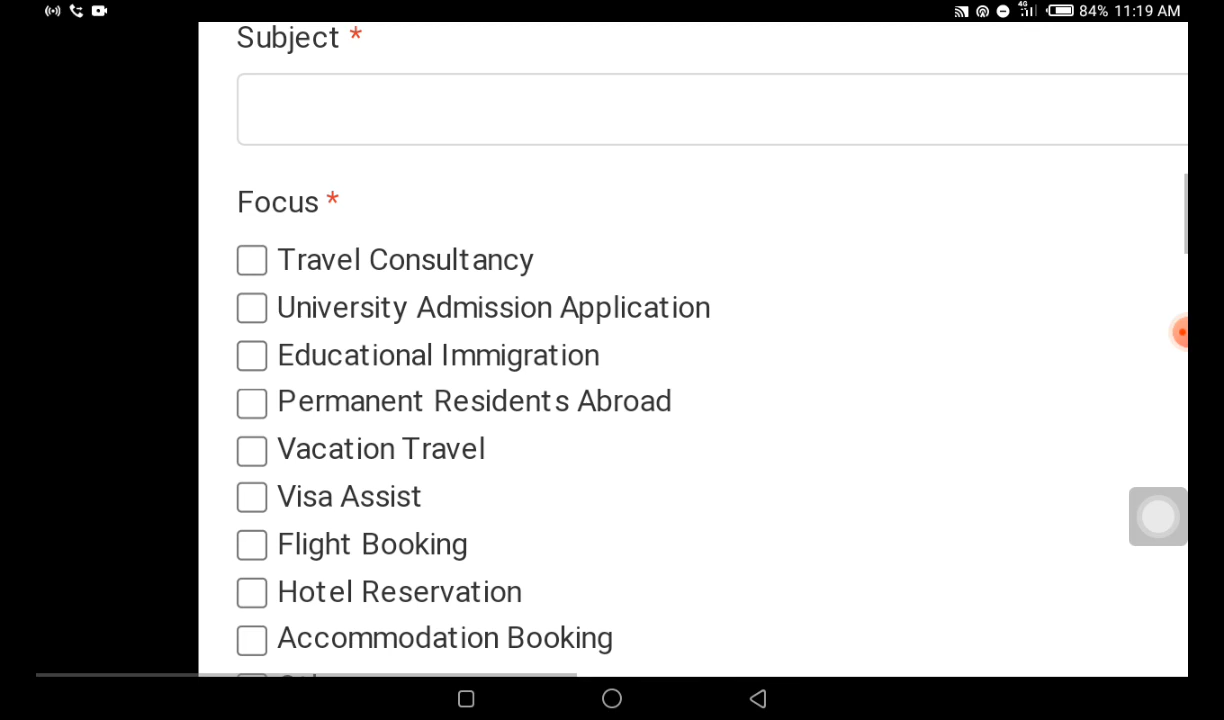 4G 84% 11:19 AM
Subject *
Focus *
Travel Consultancy
University Admission Application
Educational Immigration
Permanent Residents Abroad
Vacation Travel
Visa Assist
Flight Booking
Hotel Reservation
Accommodation Booking